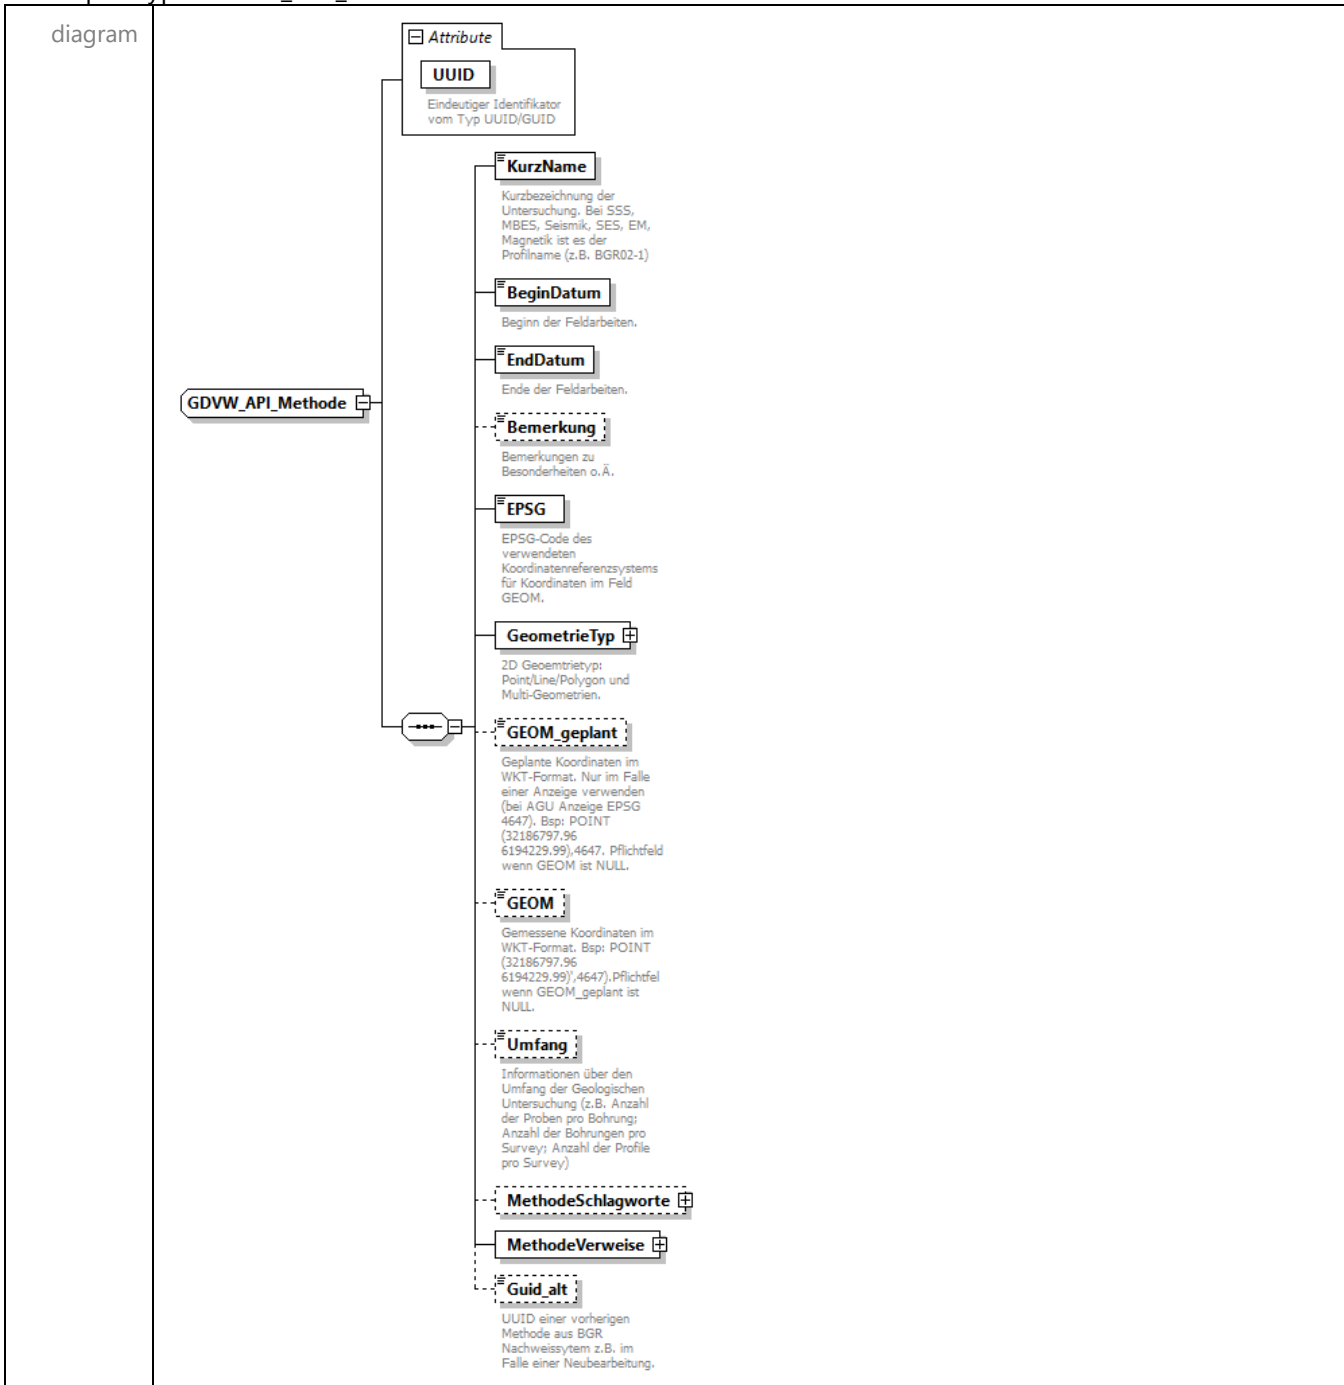 diagram
Attribute
UUID
Eindeutiger Identifikator
vom Typ UUID/GUID
KurzName
Kurzbezeichnung der
Untersuchung. Bei SSS,
MBES, Seismik, SES, EM,
Magnetik ist es der
Profilname (z.B. BGR02-1)
BeginDatum
Beginn der Feldarbeiten.
EndDatum
Ende der Feldarbeiten.
GDVW_API_Methode
Bemerkung
Bemerkungen zu
Besonderheiten o.Ä.
EPSG
EPSG-Code des
verwendeten
Koordinatenreferenzsystems
für Koordinaten im Feld
GEOM.
GeometrieTyp
2D Geoemtrietyp:
Point/Line/Polygon und
Multi-Geometrien.
GEOM_geplant
Geplante Koordinaten im
WKT-Format. Nur im Falle
einer Anzeige verwenden
(bei AGU Anzeige EPSG
4647). Bsp: POINT
(32186797.96
6194229.99),4647. Pflichtfeld
wenn GEOM ist NULL.
GEOM
Gemessene Koordinaten im
WKT-Format. Bsp: POINT
(32186797.96
6194229.99)',4647).Pflichtfel
wenn GEOM_geplant ist
NULL.
Umfang
Informationen über den
Umfang der Geologischen
Untersuchung (z.B. Anzahl
der Proben pro Bohrung;
Anzahl der Bohrungen pro
Survey; Anzahl der Profile
pro Survey)
MethodeSchlagworte
MethodeVerweise
Guid_alt
UUID einer vorherigen
Methode aus BGR
Nachweissytem z.B. im
Falle einer Neubearbeitung.